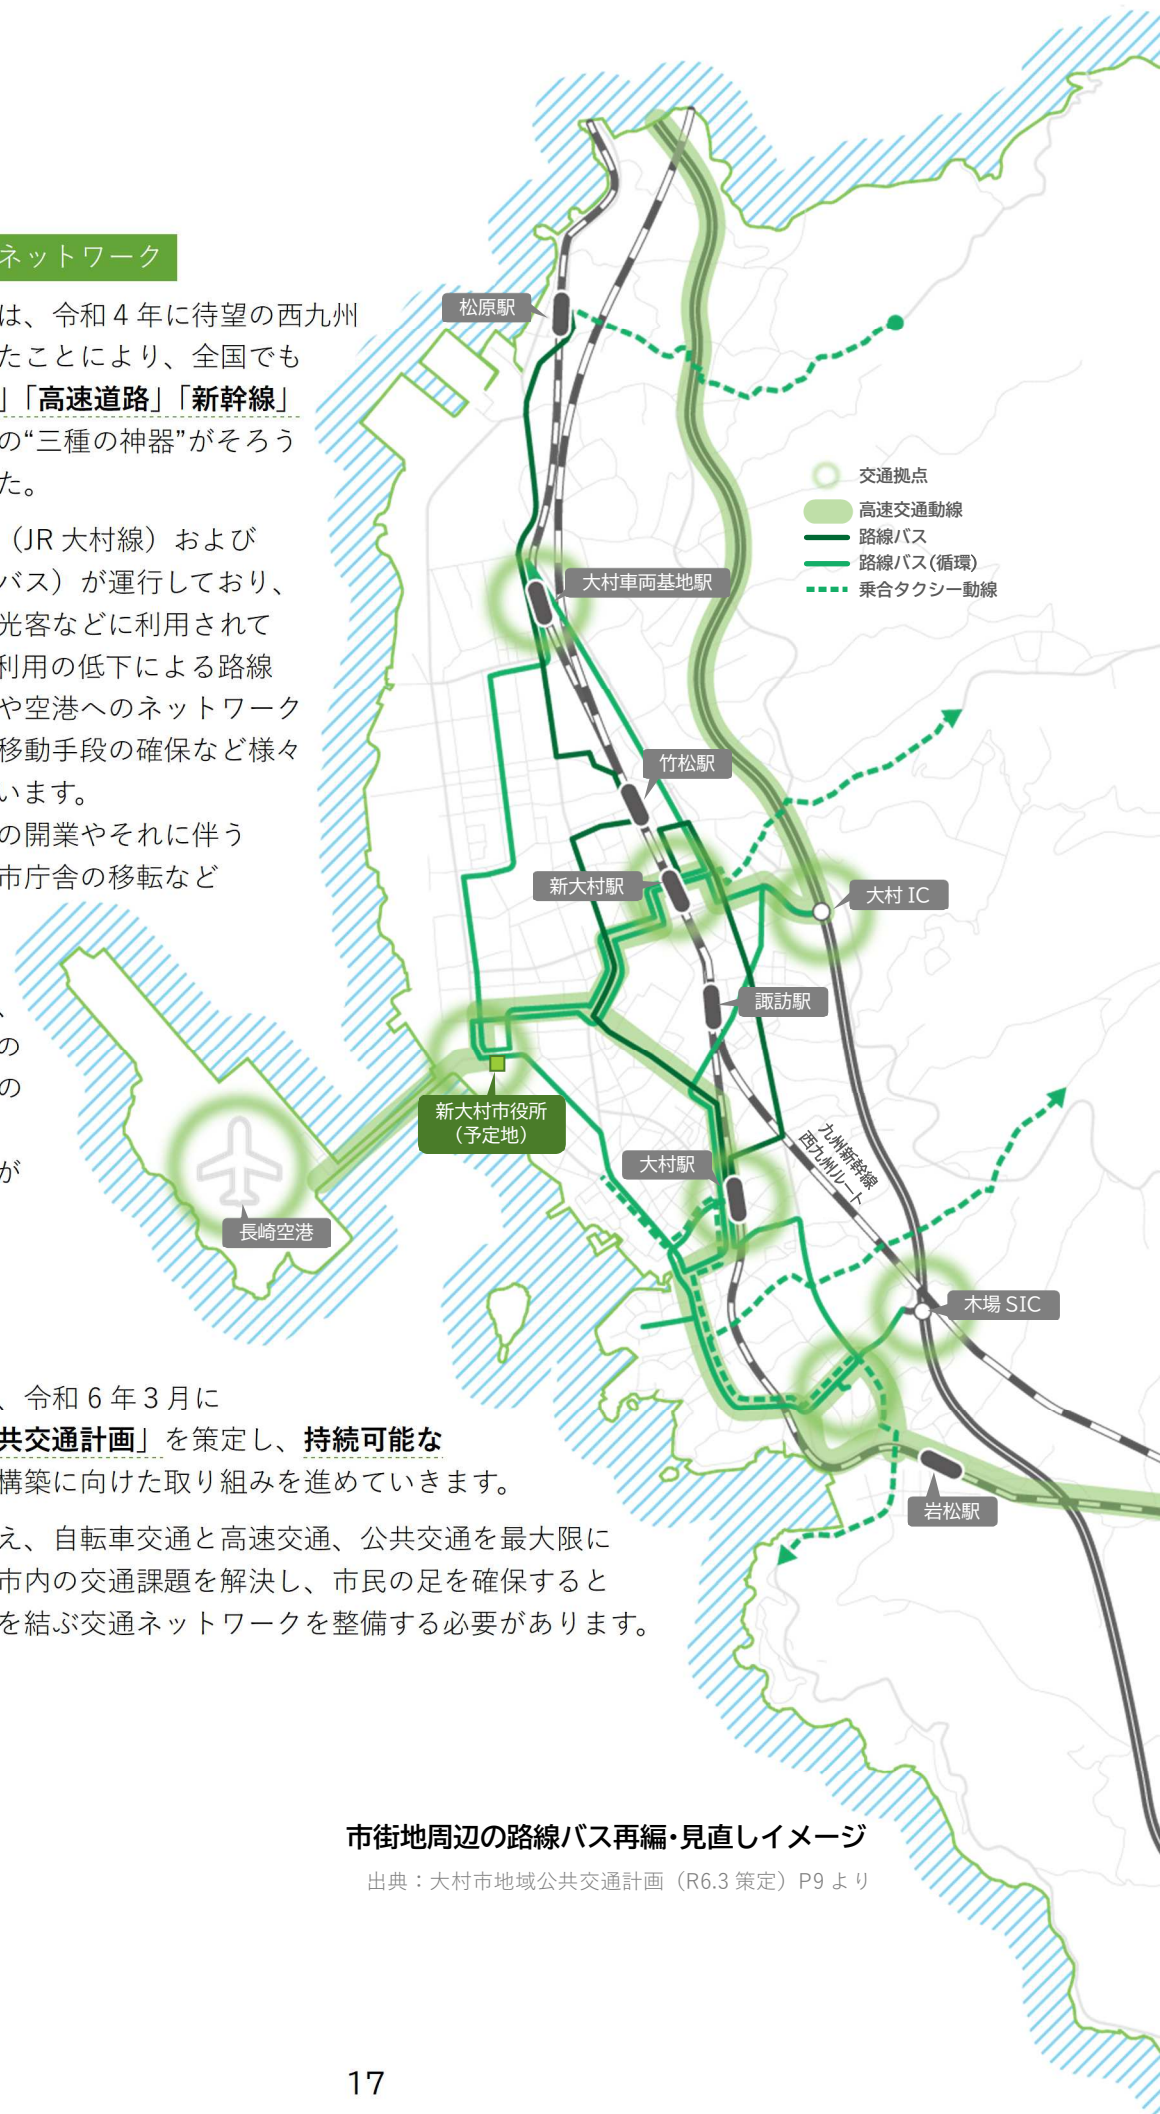 ネットワーク
は、令和４年に待望の西九州
たことにより、全国でも
」「高速道路」「新幹線」
の“三種の神器”がそろう
た。
（JR 大村線）および
バス）が運行しており、
光客などに利用されて
利用の低下による路線
や空港へのネットワーク
移動手段の確保など様々
います。
の開業やそれに伴う
市庁舎の移転など
、
の
の
が
、令和６年３月に
共交通計画」を策定し、持続可能な
構築に向けた取り組みを進めていきます。
え、自転車交通と高速交通、公共交通を最大限に
市内の交通課題を解決し、市民の足を確保すると
を結ぶ交通ネットワークを整備する必要があります。
松原駅
交通拠点
高速交通動線
路線バス
路線バス(循環)
乗合タクシー動線
大村車両基地駅
竹松駅
新大村駅
大村 IC
諏訪駅
新大村市役所
（予定地）
大村駅
九州新幹線
西九州ルート
長崎空港
木場 SIC
岩松駅
市街地周辺の路線バス再編・見直しイメージ
出典：大村市地域公共交通計画（R6.3 策定）P9 より
17